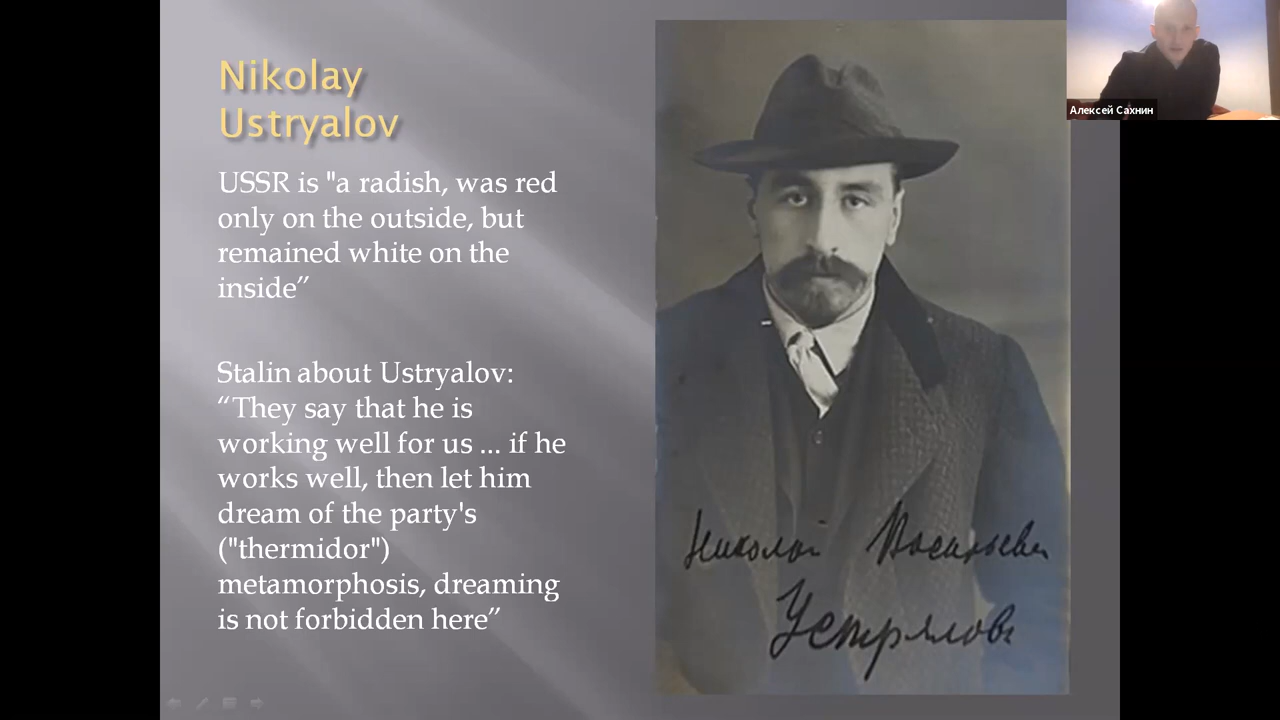 Nikolay
Ustryalov
USSR is "a radish, was red
only on the outside, but
remained white on the
inside”
Stalin about Ustryalov:
“They say that he is
working well for us ... if he
works well, then let him
dream of the party's
("thermidor")
metamorphosis, dreaming
is not forbidden here”
Алексей Сахнин
Николай Васильевич
Устряловъ